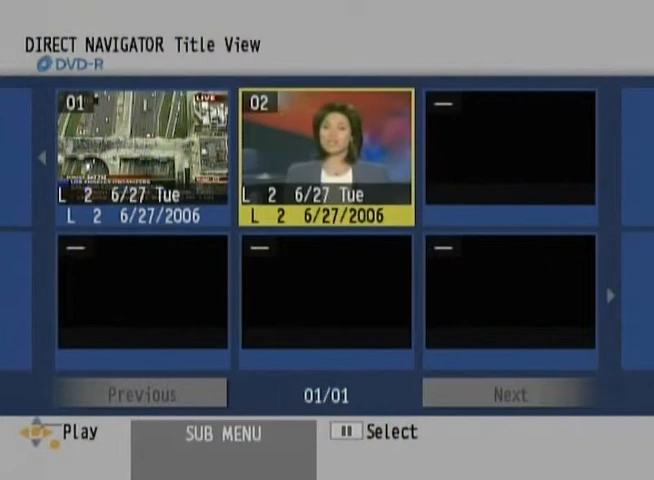 DIRECT NAVIGATOR Title View
DVD-R
01
LIVE
02
L 2 6/27 Tue
L 2 6/27 Tue
L 2 6/27/2006
L 2 6/27/2006
Previous
01/01
Next
Play
SUB MENU
Select